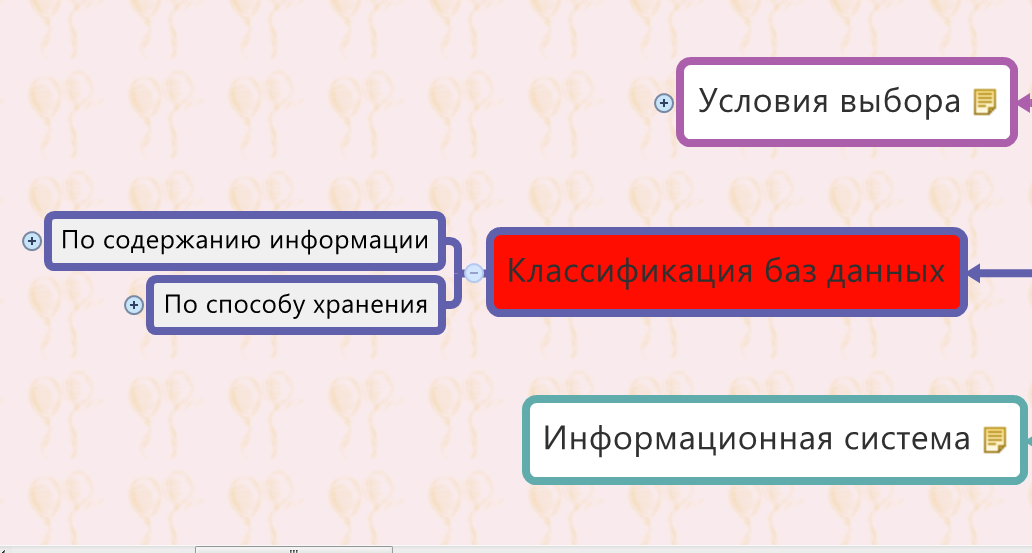 Условия выбора
По содержанию информации
Классификация баз данных
По способу хранения
Информационная система